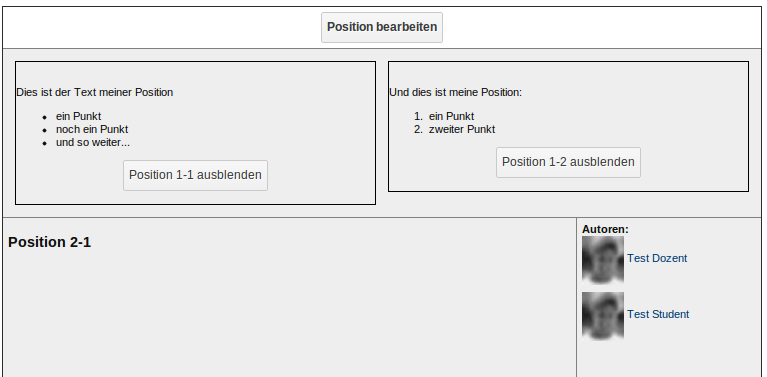 Position bearbeiten
Dies ist der Text meiner Position
• ein Punkt
• noch ein Punkt
• und so weiter...
Position 1-1 ausblenden
Und dies ist meine Position:
1. ein Punkt
2. zweiter Punkt
Position 1-2 ausblenden
Position 2-1
Autoren:
Test Dozent
Test Student